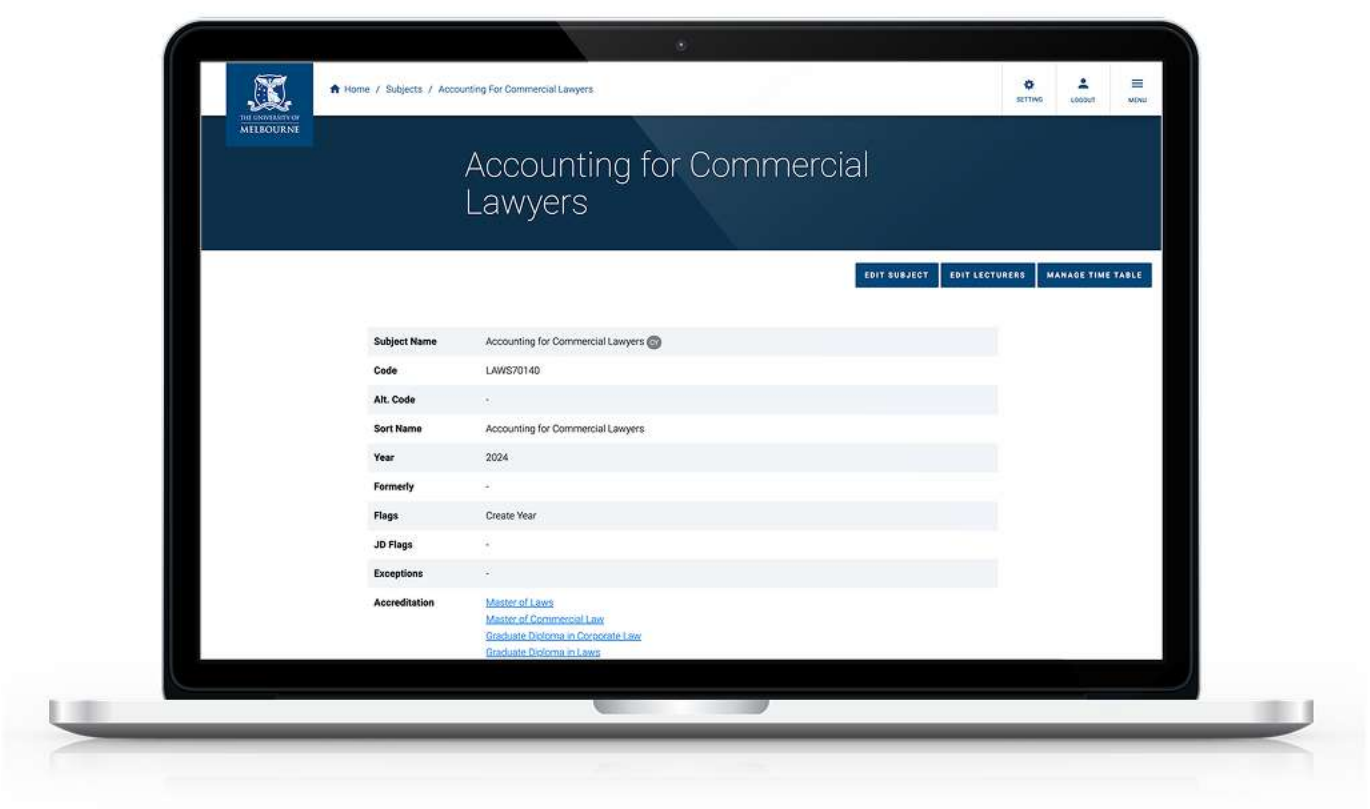 THE UNIVERSITY OF
MELBOURNE
Home / Subjects / Accounting For Commercial Lawyers
SETTING
LOGOUT
MENU
Accounting for Commercial
Lawyers
EDIT SUBJECT
EDIT LECTURERS
MANAGE TIME TABLE
Subject Name Accounting for Commercial Lawyers CY
Code LAWS70140
Alt. Code -
Sort Name Accounting for Commercial Lawyers
Year 2024
Formerly -
Flags Create Year
JD Flags -
Exceptions -
Accreditation Master of Laws
Master of Commercial Law
Graduate Diploma in Corporate Law
Graduate Diploma in Laws